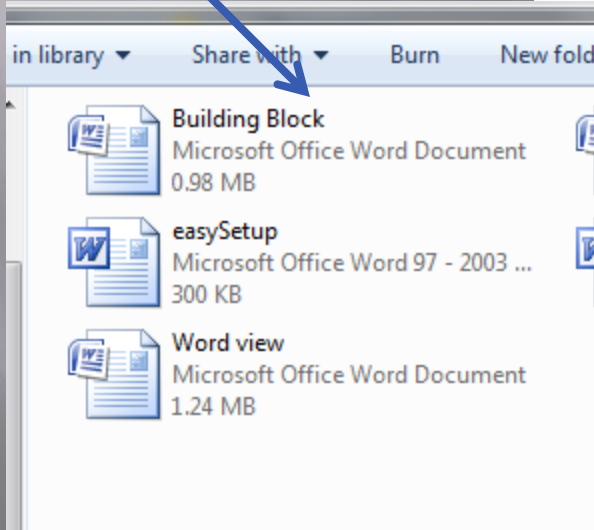 in library Share with Burn New fold
Building Block
Microsoft Office Word Document
0.98 MB
easySetup
Microsoft Office Word 97 - 2003 ...
300 KB
Word view
Microsoft Office Word Document
1.24 MB